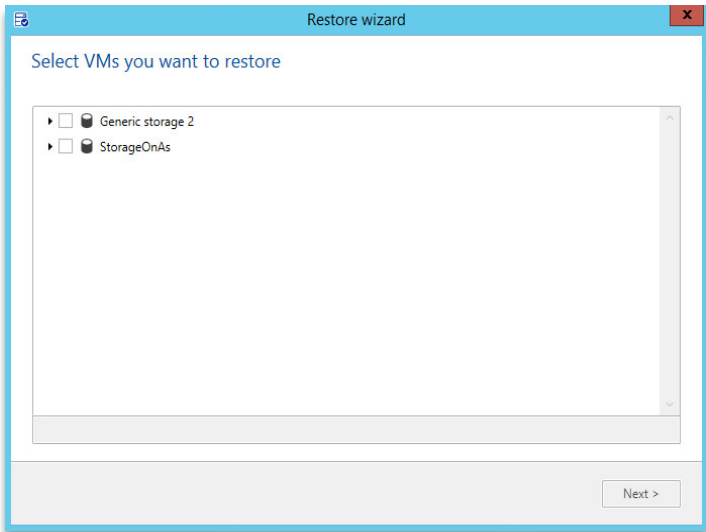 Restore wizard
x
Select VMs you want to restore
Generic storage 2
StorageOnAs
Next >